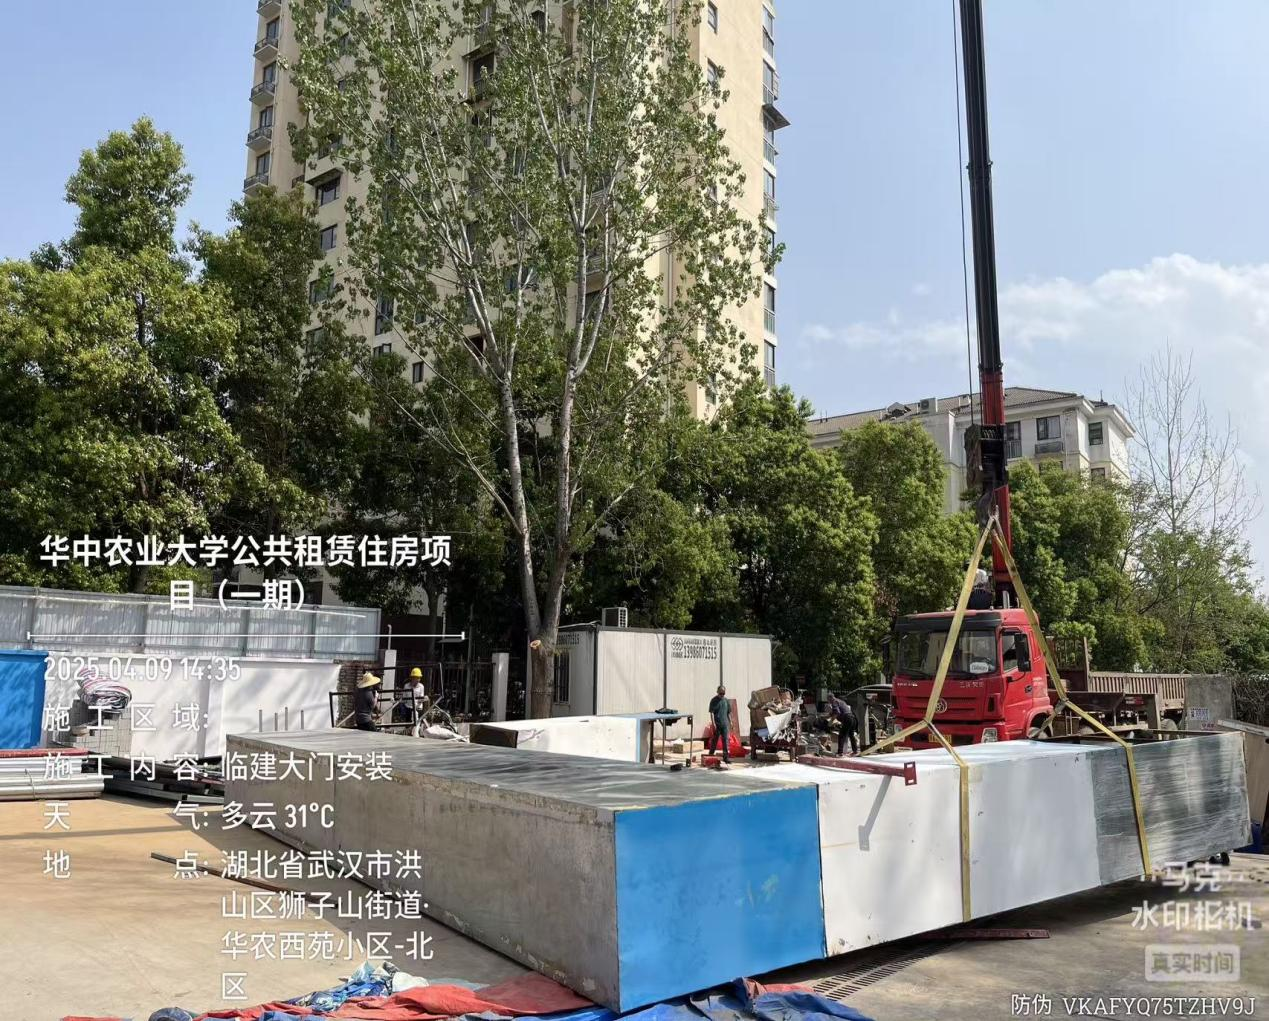 华中农业大学公共租赁住房项
目（一期）
2025.04.09 14:35
施工区域:
施工内容: 临建大门安装
天气: 多云 31°C
地点: 湖北省武汉市洪
山区狮子山街道·
华农西苑小区-北
区
13986071515
马克
水印相机
真实时间
防伪 VKAFYQ75TZHV9J